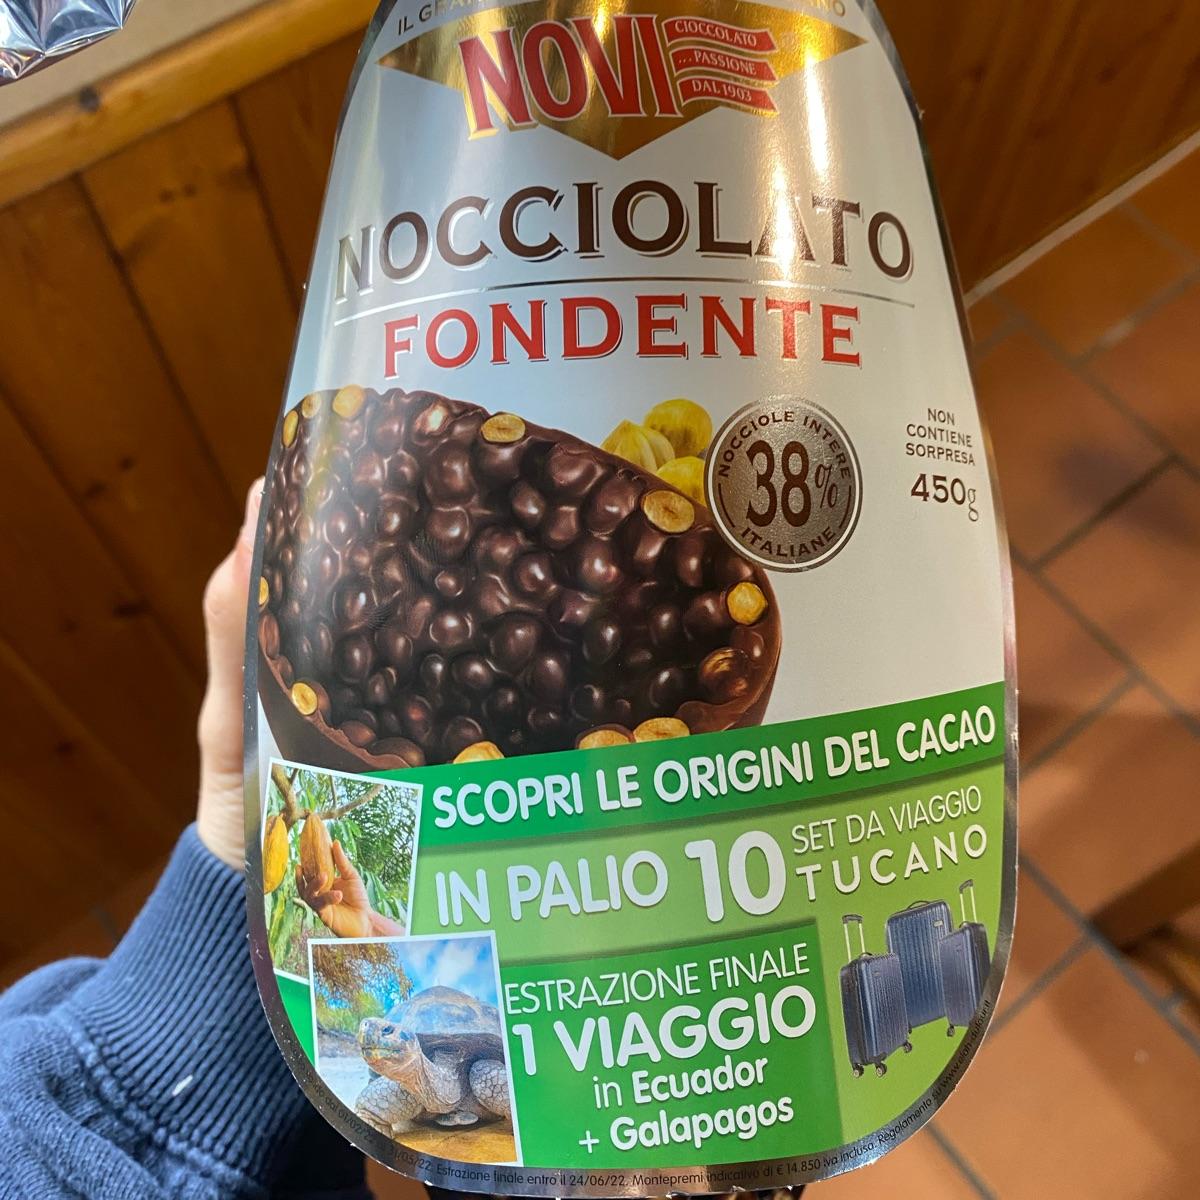 IL
NOVI
CIOCCOLATO
...PASSIONE
DAL 1903
NOCCIOLATO
FONDENTE
NOCCIOLE INTERE
38%
ITALIANE
NON
CONTIENE
SORPRESA
450g
SCOPRI LE ORIGINI DEL CACAO
IN PALIO 10
SET DA VIAGGIO
TUCANO
ESTRAZIONE FINALE
1 VIAGGIO
in Ecuador
+ Galapagos
Estrazione finale entro il 24/06/22. Montepremi indicativo di € 14.850 iva inclusa. Regolamento su